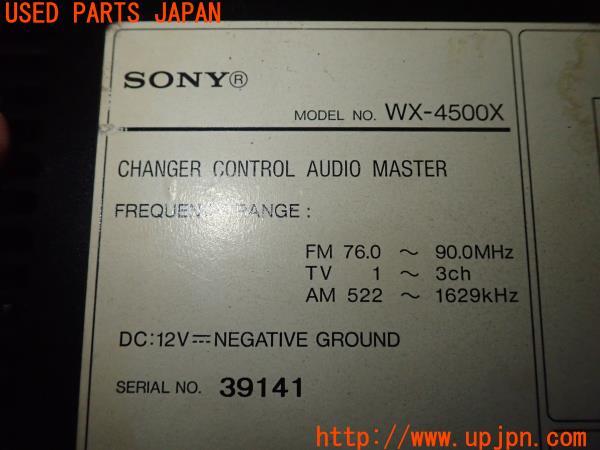 USED PARTS JAPAN
SONY®
MODEL NO. WX-4500X
CHANGER CONTROL AUDIO MASTER
RANGE :
FM 76.0 ~ 90.0MHz
TV 1 ~ 3ch
AM 522 ~ 1629kHz
DC:12V⎓NEGATIVE GROUND
SERIAL NO. 39141
UPJ
http://www.upjpn.com/